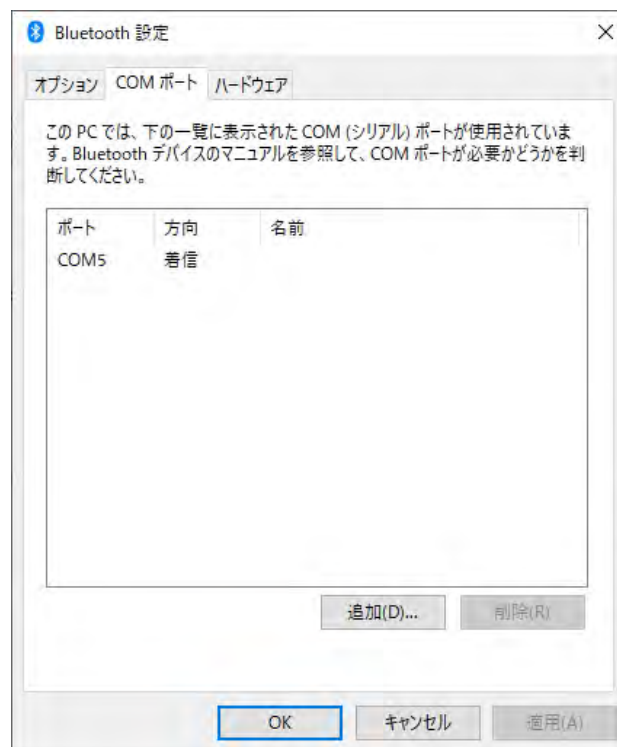 Bluetooth 設定
オプション COM ポート ハードウェア
この PC では、下の一覧に表示された COM (シリアル) ポートが使用されていま
す。Bluetooth デバイスのマニュアルを参照して、COM ポートが必要かどうかを判
断してください。
ポート 方向 名前
COM5 着信
追加(D)... 削除(R)
OK キャンセル 適用(A)